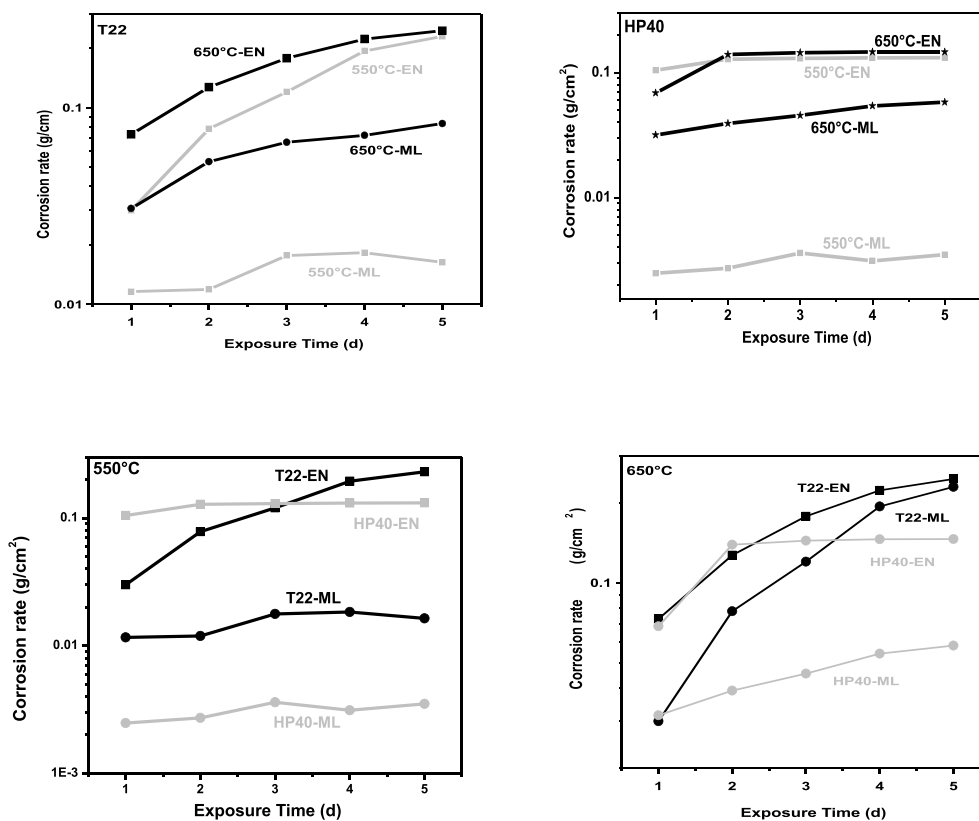 T22
650°C-EN
550°C-EN
650°C-ML
550°C-ML
0.1
0.01
Corrosion rate (g/cm)
1 2 3 4 5
Exposure Time (d)
HP40
650°C-EN
550°C-EN
650°C-ML
550°C-ML
0.1
0.01
Corrosion rate (g/cm²)
1 2 3 4 5
Exposure Time (d)
550°C
T22-EN
HP40-EN
T22-ML
HP40-ML
0.1
0.01
1E-3
Corrosion rate (g/cm²)
1 2 3 4 5
Exposure Time (d)
650°C
T22-EN
T22-ML
HP40-EN
HP40-ML
0.1
Corrosion rate (g/cm²)
1 2 3 4 5
Exposure Time (d)